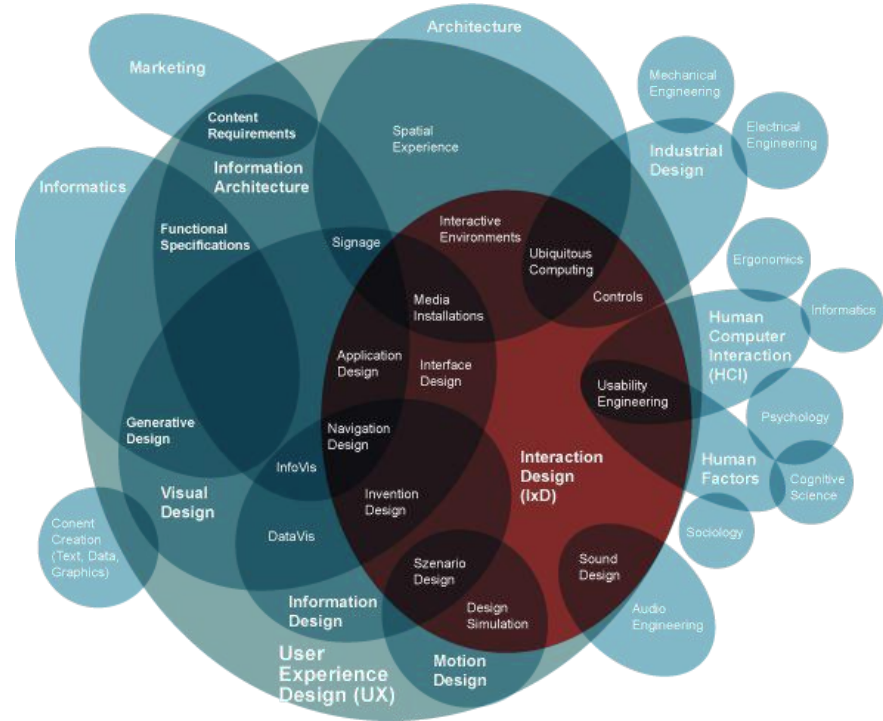 Architecture
Marketing
Mechanical
Engineering
Content
Requirements
Electrical
Engineering
Spatial
Experience
Industrial
Design
Information
Architecture
Informatics
Functional
Specifications
Interactive
Environments
Signage
Ubiquitous
Computing
Ergonomics
Controls
Media
Installations
Human
Computer
Interaction
(HCI)
Informatics
Application
Design
Interface
Design
Usability
Engineering
Psychology
Generative
Design
Navigation
Design
Interaction
Design
(IxD)
Human
Factors
InfoVis
Cognitive
Science
Visual
Design
Invention
Design
Conent
Creation
(Text, Data,
Graphics)
DataVis
Sociology
Szenario
Design
Sound
Design
Information
Design
Design
Simulation
Audio
Engineering
User
Experience
Design (UX)
Motion
Design